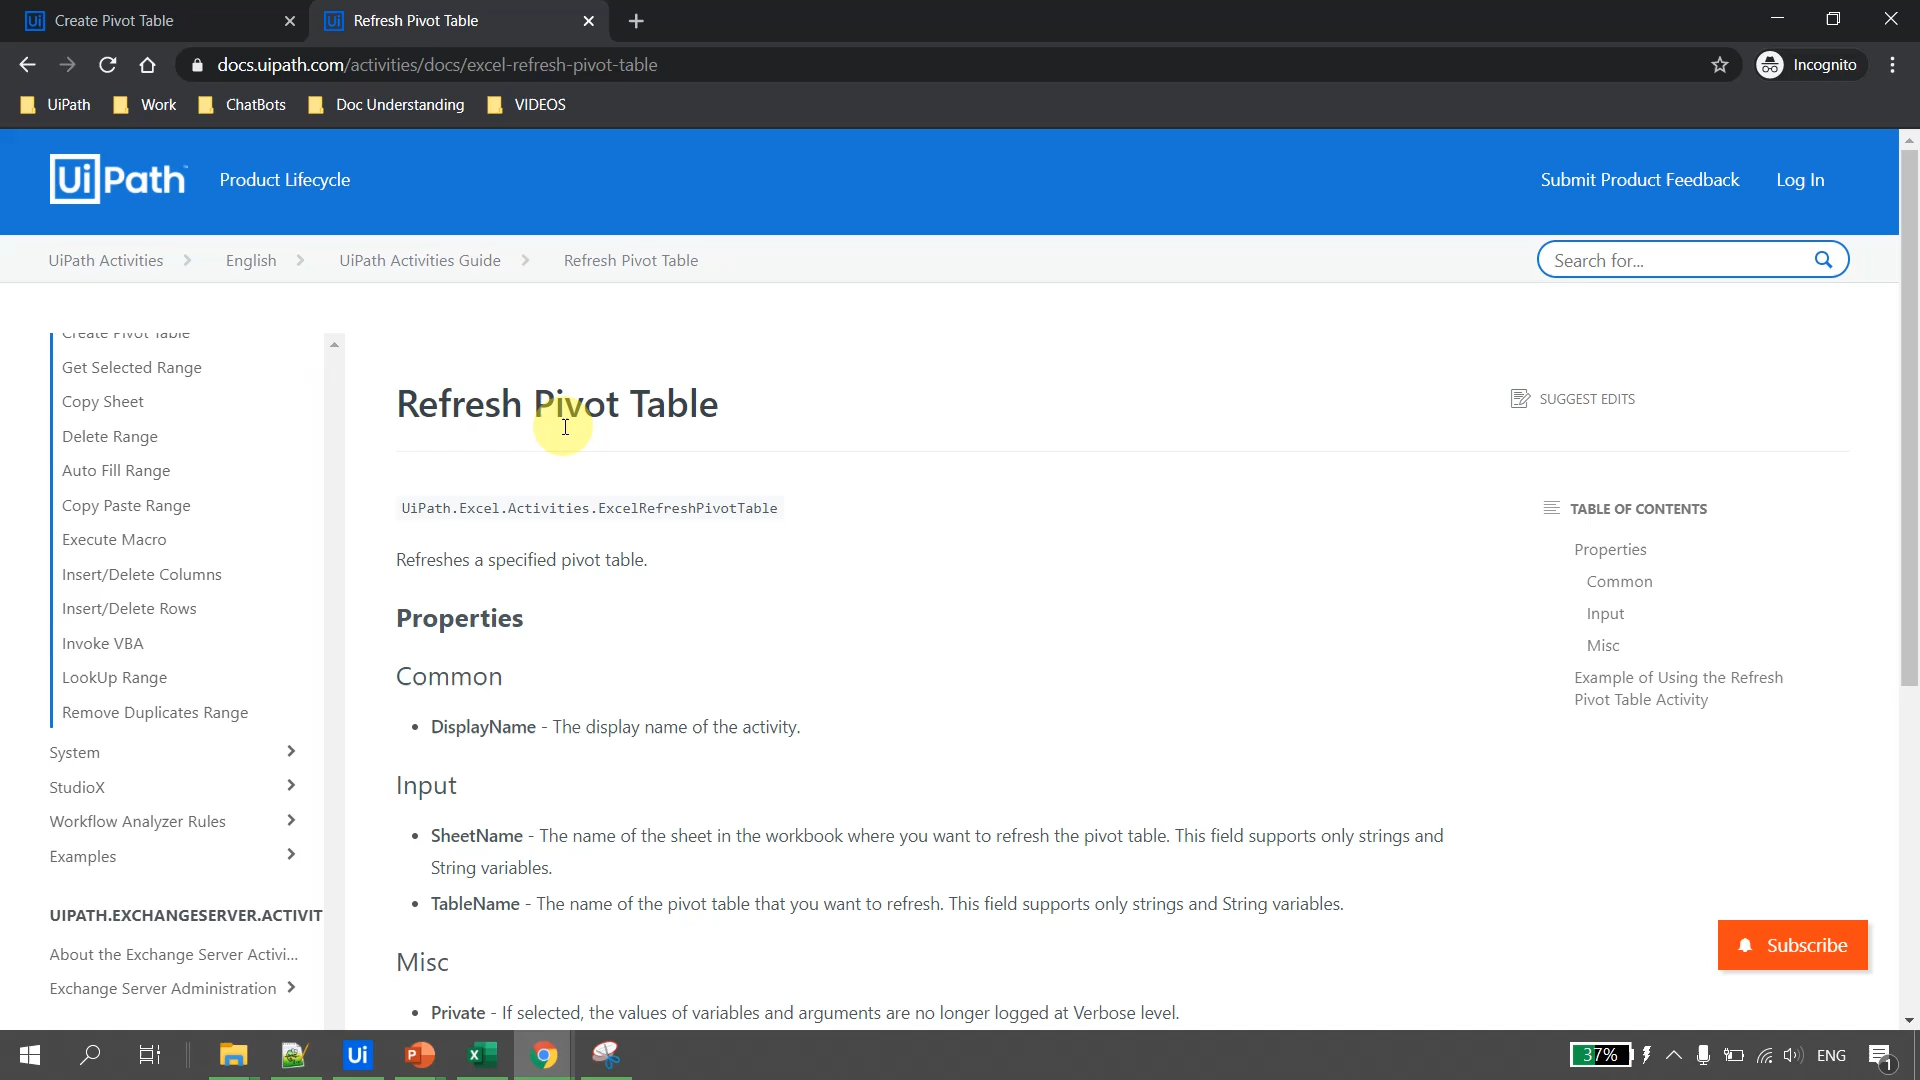 Create Pivot Table
Refresh Pivot Table
docs.uipath.com/activities/docs/excel-refresh-pivot-table
Incognito
UiPath
Work
ChatBots
Doc Understanding
VIDEOS
UiPath
Product Lifecycle
Submit Product Feedback
Log In
UiPath Activities
English
UiPath Activities Guide
Refresh Pivot Table
Search for...
Create Pivot Table
Get Selected Range
Copy Sheet
Delete Range
Auto Fill Range
Copy Paste Range
Execute Macro
Insert/Delete Columns
Insert/Delete Rows
Invoke VBA
LookUp Range
Remove Duplicates Range
System
StudioX
Workflow Analyzer Rules
Examples
UIPATH.EXCHANGESERVER.ACTIVIT
About the Exchange Server Activi...
Exchange Server Administration
Refresh Pivot Table
SUGGEST EDITS
UiPath.Excel.Activities.ExcelRefreshPivotTable
Refreshes a specified pivot table.
Properties
Common
• DisplayName - The display name of the activity.
Input
• SheetName - The name of the sheet in the workbook where you want to refresh the pivot table. This field supports only strings and
String variables.
• TableName - The name of the pivot table that you want to refresh. This field supports only strings and String variables.
Misc
• Private - If selected, the values of variables and arguments are no longer logged at Verbose level.
TABLE OF CONTENTS
Properties
Common
Input
Misc
Example of Using the Refresh
Pivot Table Activity
Subscribe
37%
ENG
1